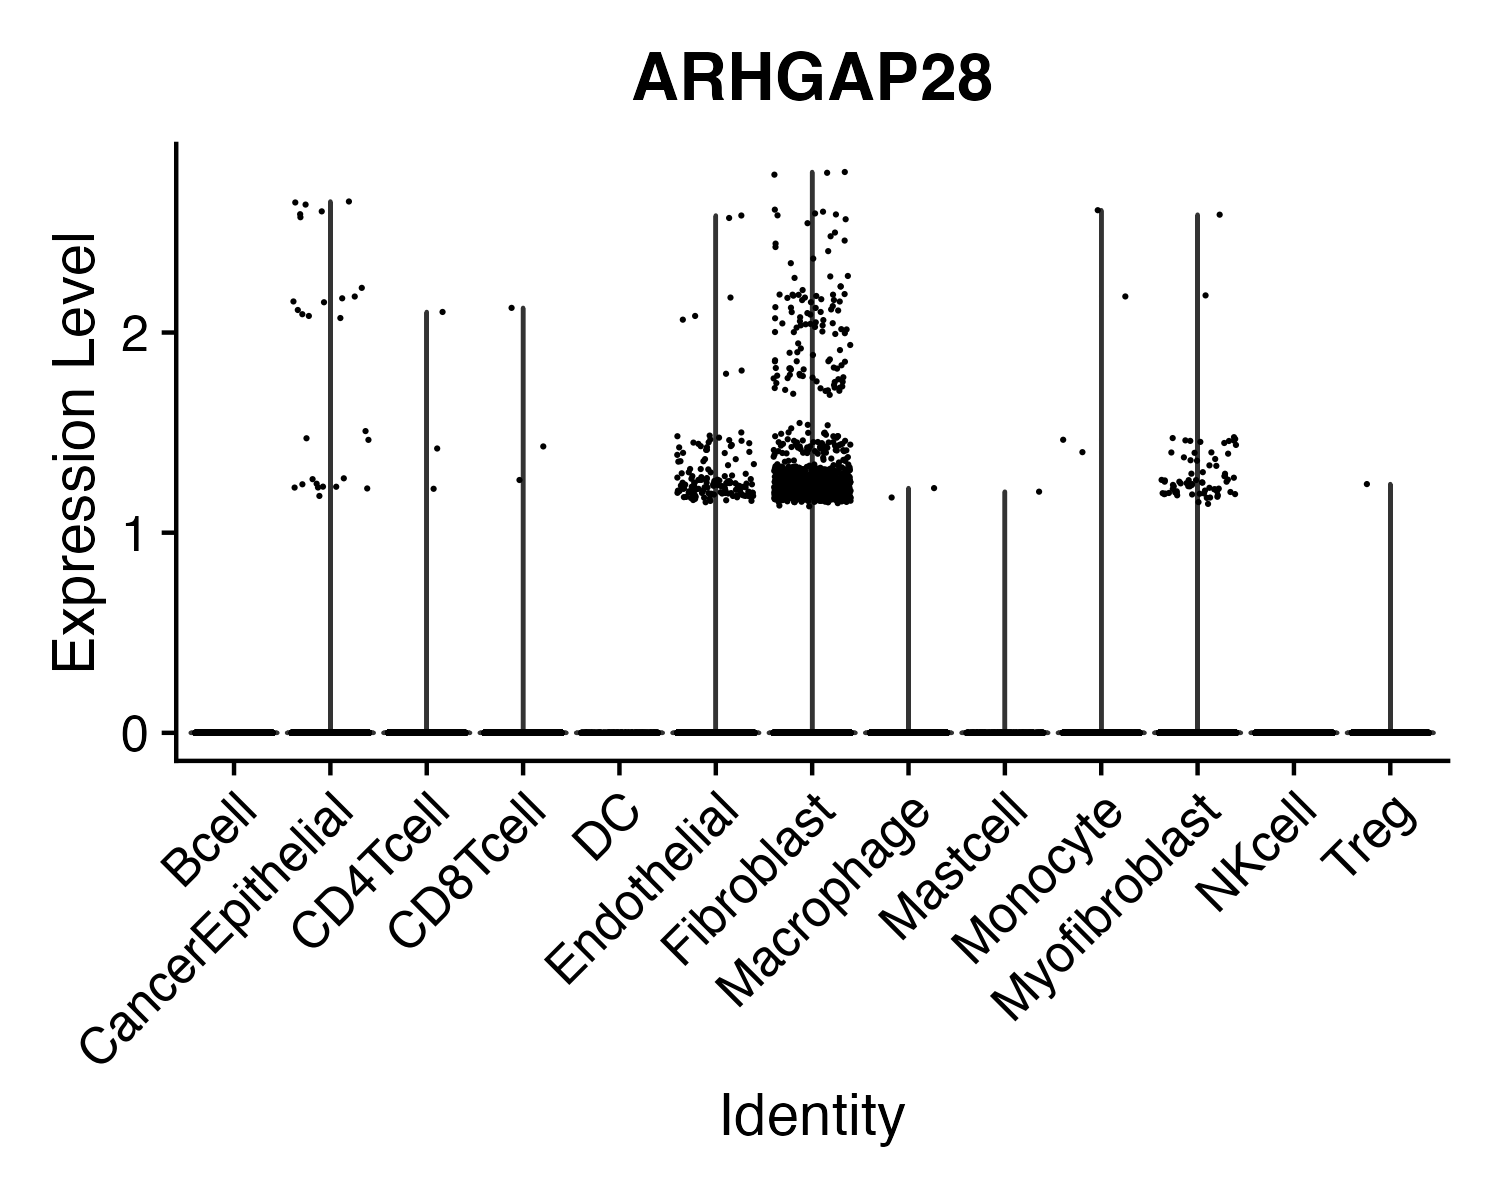 ARHGAP28
Expression Level
2
1
0
Bcell
CancerEpithelial
CD4Tcell
CD8Tcell
DC
Endothelial
Fibroblast
Macrophage
Mastcell
Monocyte
Myofibroblast
NKcell
Treg
Identity